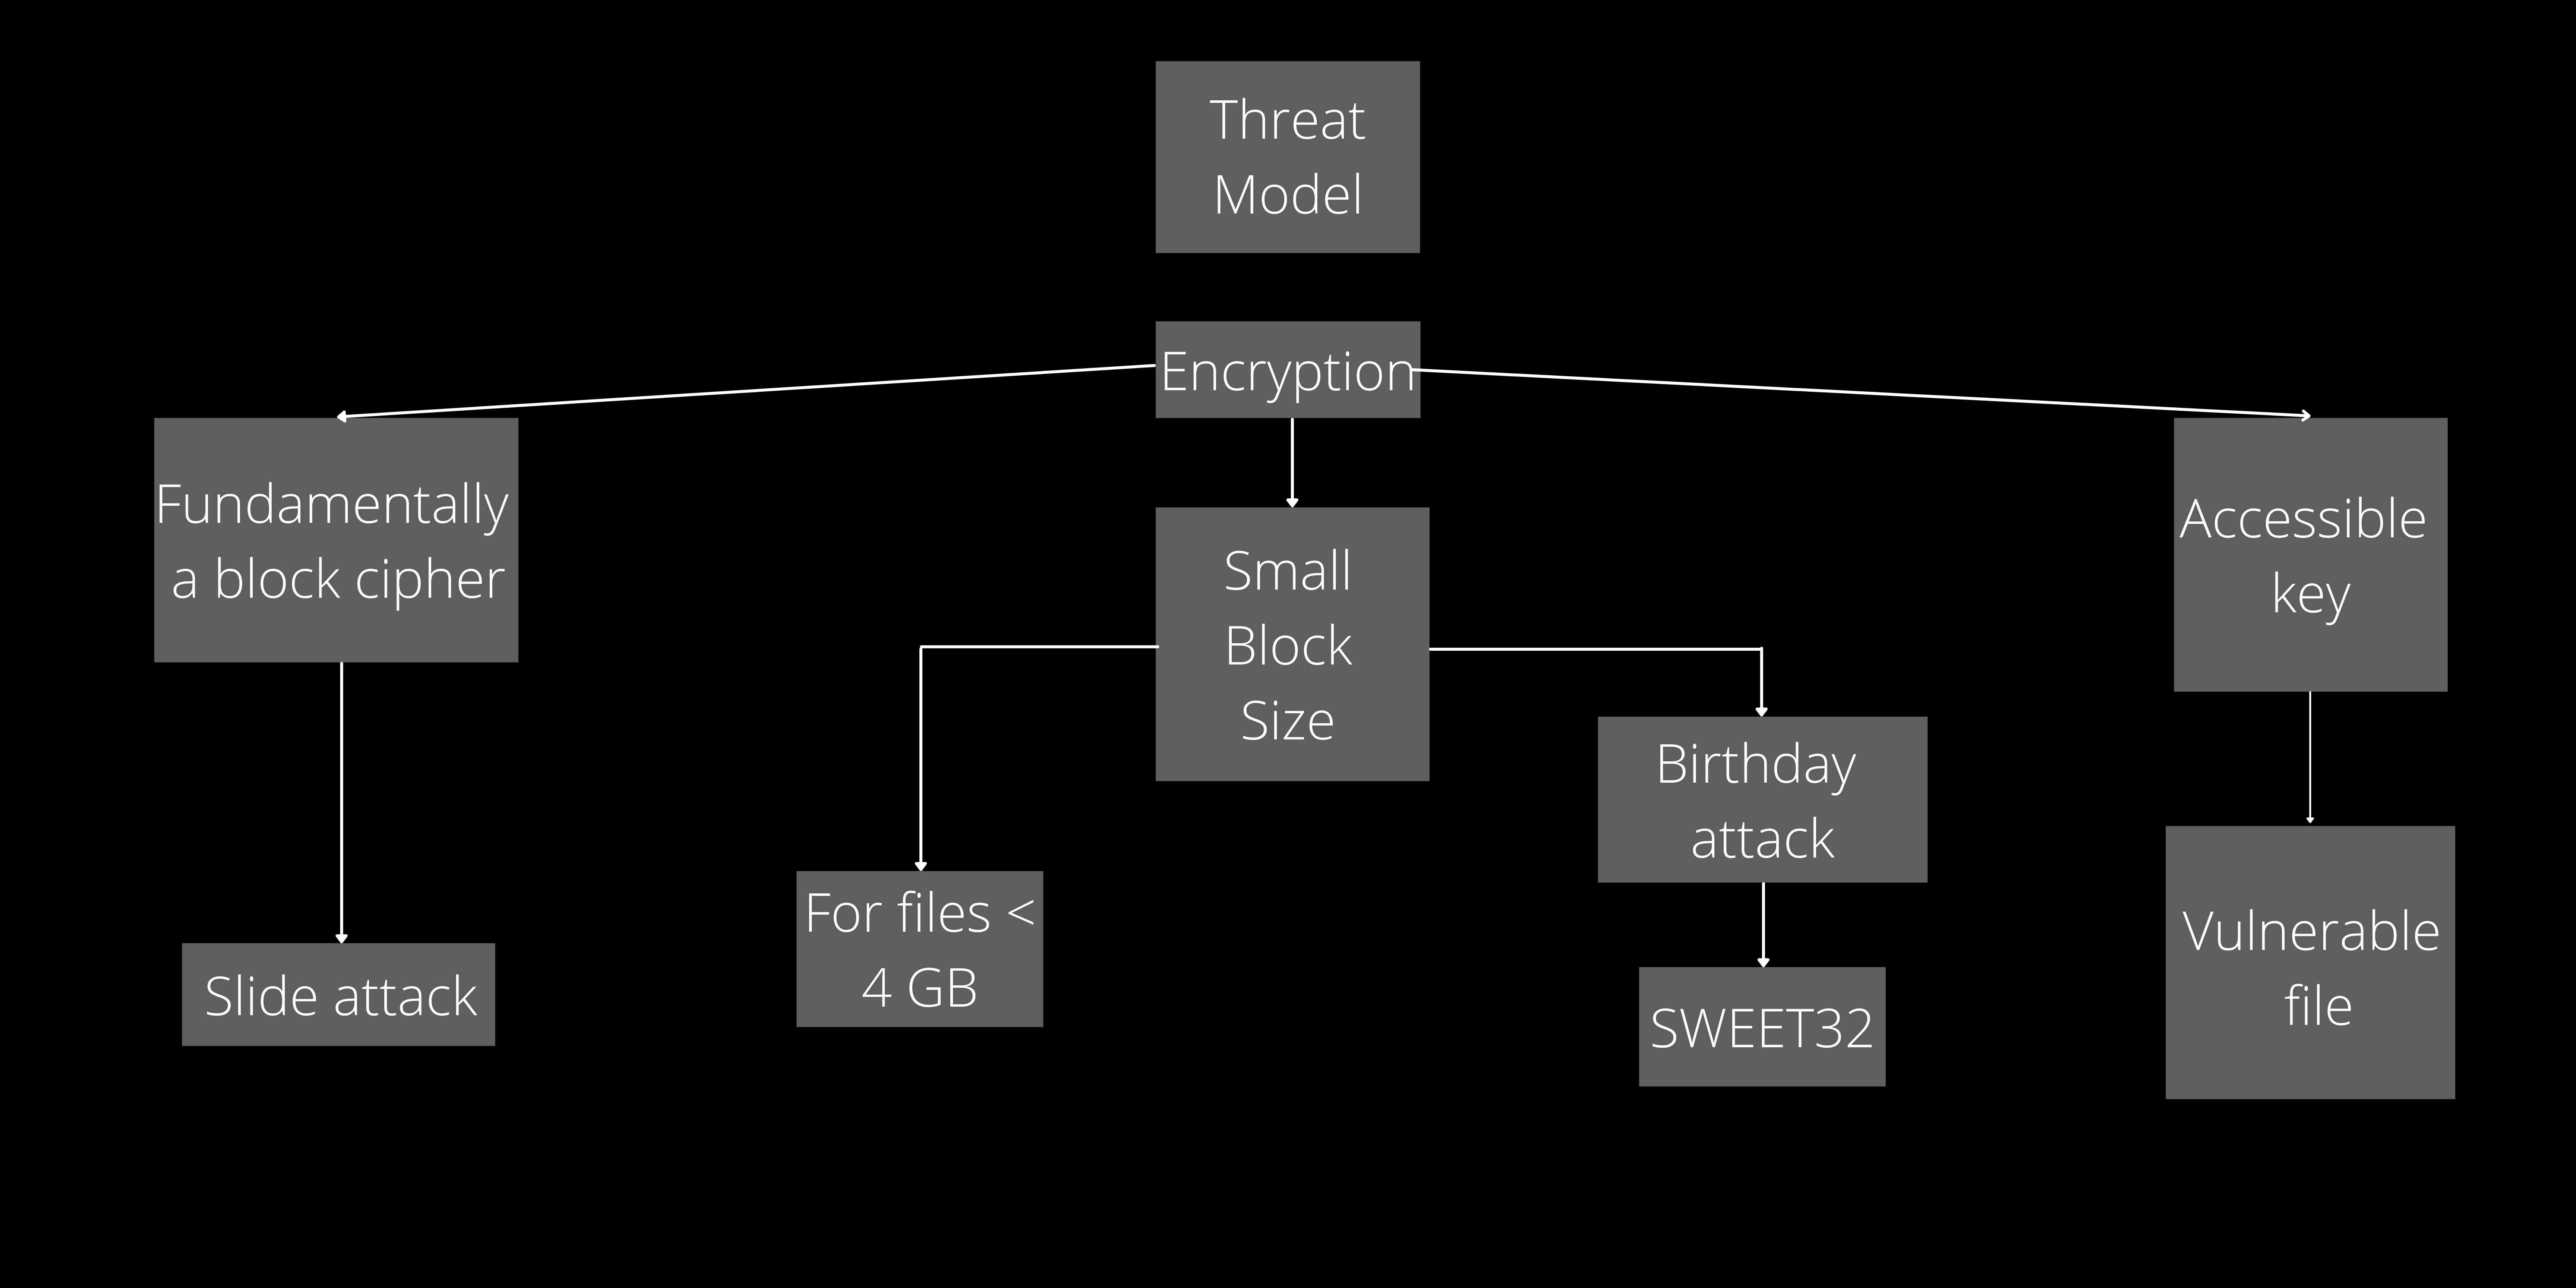 Threat
Model
Encryption
Fundamentally
a block cipher
Small
Block
Size
Accessible
key
Birthday
attack
For files <
4 GB
Vulnerable
file
Slide attack
SWEET32